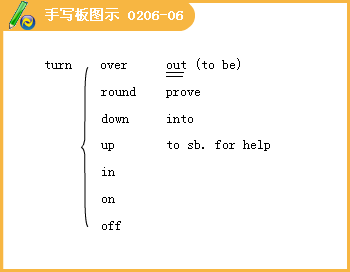 手写板图示 0206-06
turn over out (to be)
round prove
down into
up to sb. for help
in
on
off